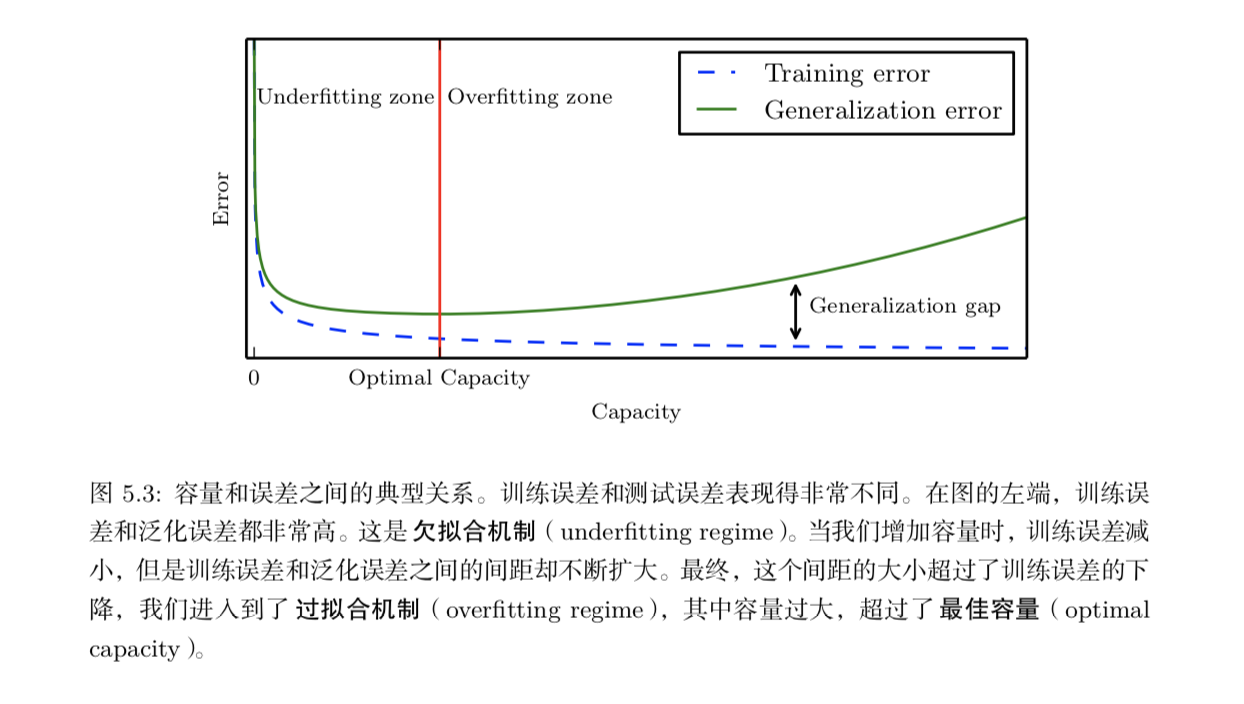 Training error
Generalization error
Underfitting zone
Overfitting zone
Error
Generalization gap
0
Optimal Capacity
Capacity
图 5.3: 容量和误差之间的典型关系。训练误差和测试误差表现得非常不同。在图的左端，训练误
差和泛化误差都非常高。这是 欠拟合机制（underfitting regime）。当我们增加容量时，训练误差减
小，但是训练误差和泛化误差之间的间距却不断扩大。最终，这个间距的大小超过了训练误差的下
降，我们进入到了 过拟合机制（overfitting regime），其中容量过大，超过了 最佳容量（optimal
capacity）。